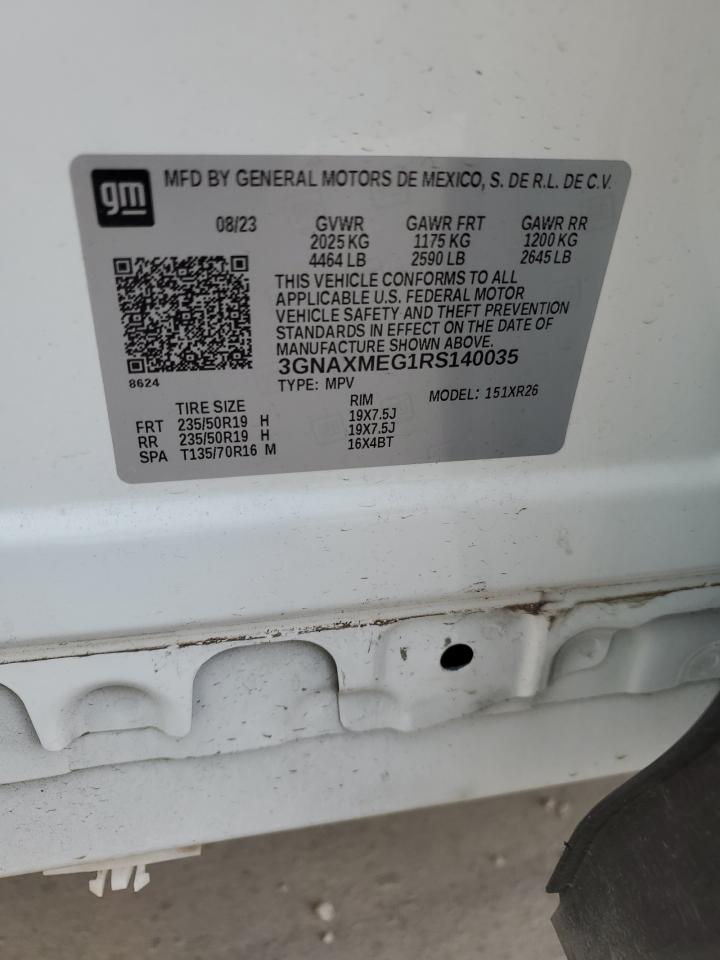 gm
MFD BY GENERAL MOTORS DE MEXICO, S. DE R.L. DE C.V.
08/23 GVWR GAWR FRT GAWR RR
2025 KG 1175 KG 1200 KG
4464 LB 2590 LB 2645 LB
THIS VEHICLE CONFORMS TO ALL
APPLICABLE U.S. FEDERAL MOTOR
VEHICLE SAFETY AND THEFT PREVENTION
STANDARDS IN EFFECT ON THE DATE OF
MANUFACTURE SHOWN ABOVE.
3GNAXMEG1RS140035
8624
TYPE: MPV MODEL: 151XR26
TIRE SIZE RIM
FRT 235/50R19 H 19X7.5J
RR 235/50R19 H 19X7.5J
SPA T135/70R16 M 16X4BT